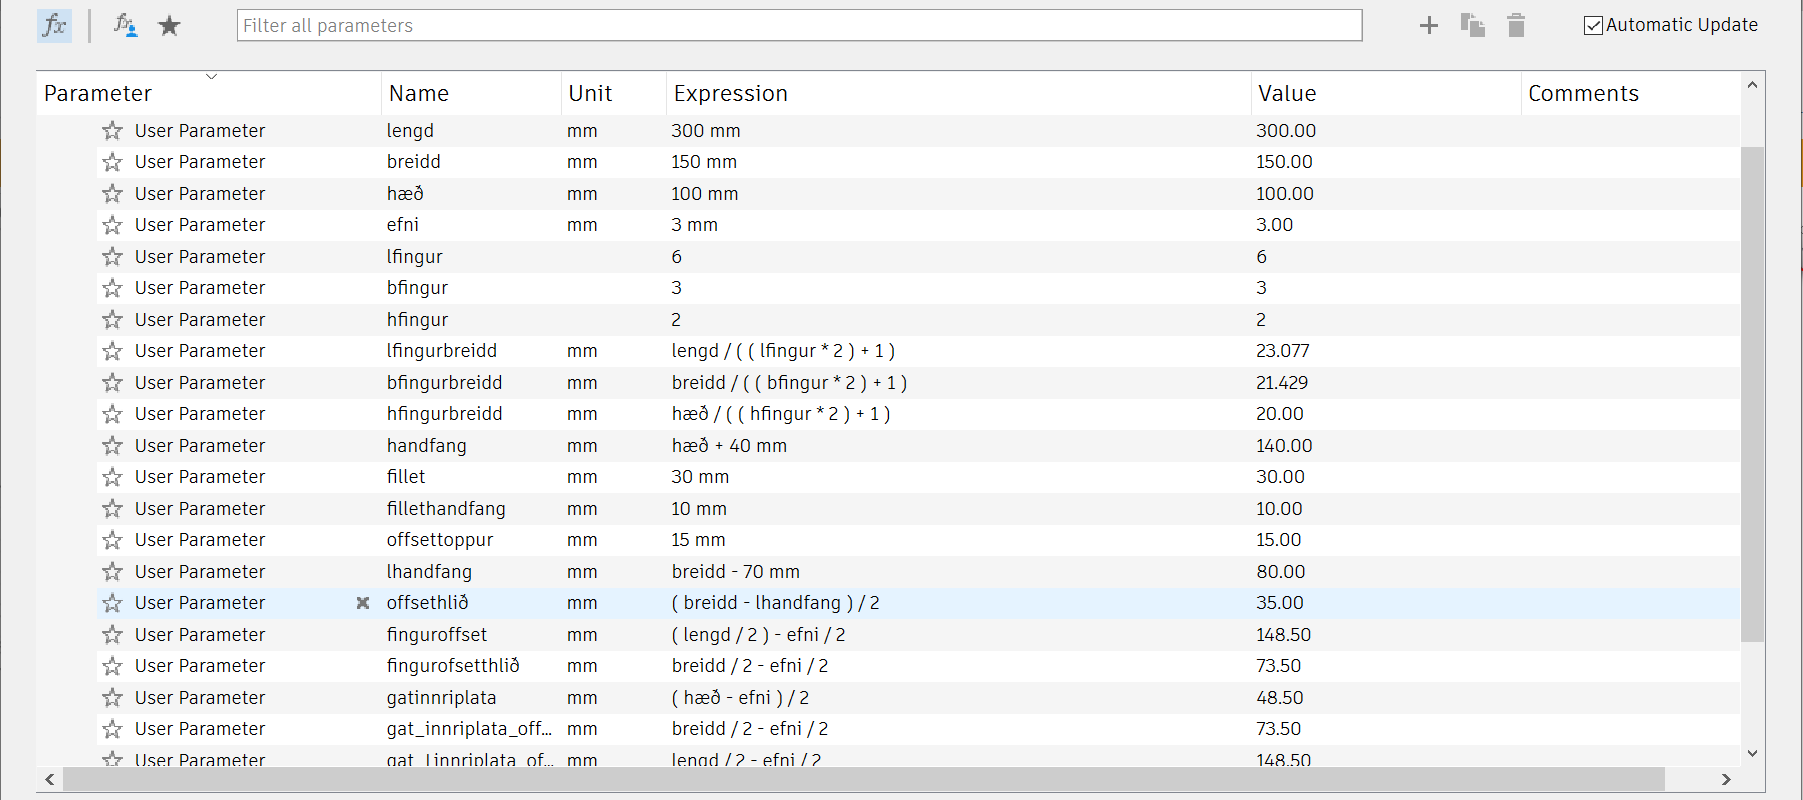 fx fx Filter all parameters Automatic Update
Parameter Name Unit Expression Value Comments
User Parameter lengd mm 300 mm 300.00
User Parameter breidd mm 150 mm 150.00
User Parameter hæð mm 100 mm 100.00
User Parameter efni mm 3 mm 3.00
User Parameter lfingur 6 6
User Parameter bfingur 3 3
User Parameter hfingur 2 2
User Parameter lfingurbreidd mm lengd / ( ( lfingur * 2 ) + 1 ) 23.077
User Parameter bfingurbreidd mm breidd / ( ( bfingur * 2 ) + 1 ) 21.429
User Parameter hfingurbreidd mm hæð / ( ( hfingur * 2 ) + 1 ) 20.00
User Parameter handfang mm hæð + 40 mm 140.00
User Parameter fillet mm 30 mm 30.00
User Parameter fillethandfang mm 10 mm 10.00
User Parameter offsettoppur mm 15 mm 15.00
User Parameter lhandfang mm breidd - 70 mm 80.00
User Parameter offsethlið mm ( breidd - lhandfang ) / 2 35.00
User Parameter finguroffset mm ( lengd / 2 ) - efni / 2 148.50
User Parameter fingurofsetthlið mm breidd / 2 - efni / 2 73.50
User Parameter gatinnriplata mm ( hæð - efni ) / 2 48.50
User Parameter gat_innriplata_off... mm breidd / 2 - efni / 2 73.50
User Parameter gat_linnriplata_of... mm lengd / 2 - efni / 2 148.50